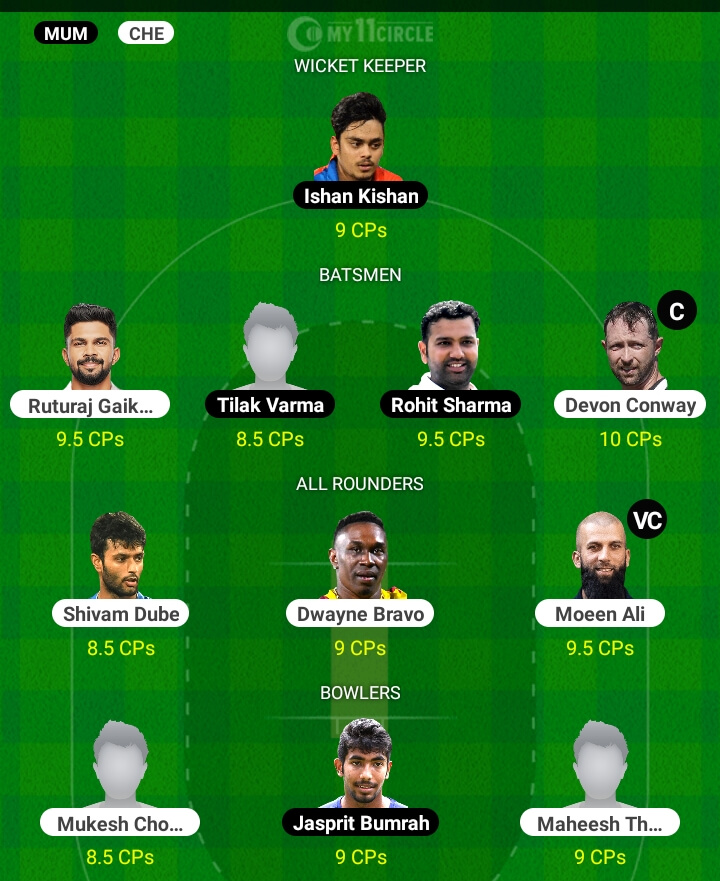 MUM CHE MY11CIRCLE
WICKET KEEPER
Ishan Kishan
9 CPs
BATSMEN
C
Ruturaj Gaik... Tilak Varma Rohit Sharma Devon Conway
9.5 CPs 8.5 CPs 9.5 CPs 10 CPs
ALL ROUNDERS
VC
Shivam Dube Dwayne Bravo Moeen Ali
8.5 CPs 9 CPs 9.5 CPs
BOWLERS
Mukesh Cho... Jasprit Bumrah Maheesh Th...
8.5 CPs 9 CPs 9 CPs